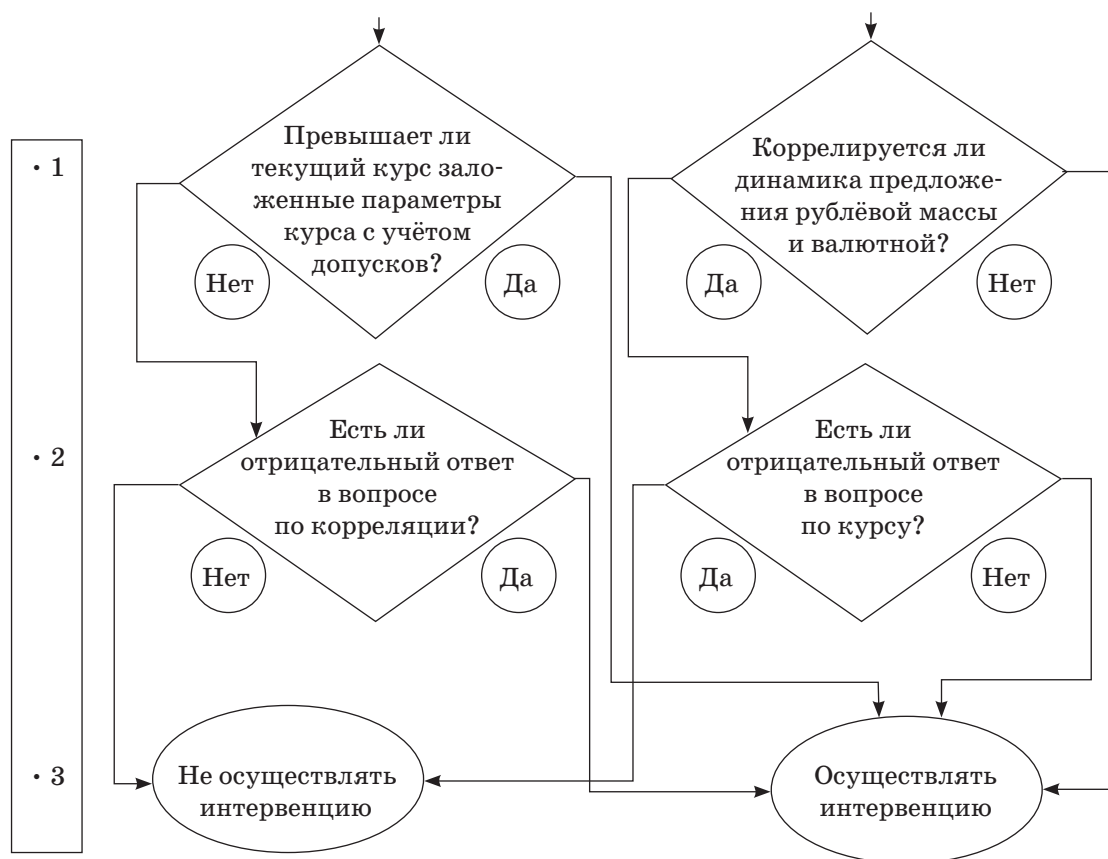 · 1
Превышает ли
текущий курс зало-
женные параметры
курса с учётом
допусков?
Нет
Да
Коррелируется ли
динамика предложе-
ния рублёвой массы
и валютной?
Да
Нет
· 2
Есть ли
отрицательный ответ
в вопросе
по корреляции?
Нет
Да
Есть ли
отрицательный ответ
в вопросе
по курсу?
Да
Нет
· 3
Не осуществлять
интервенцию
Осуществлять
интервенцию